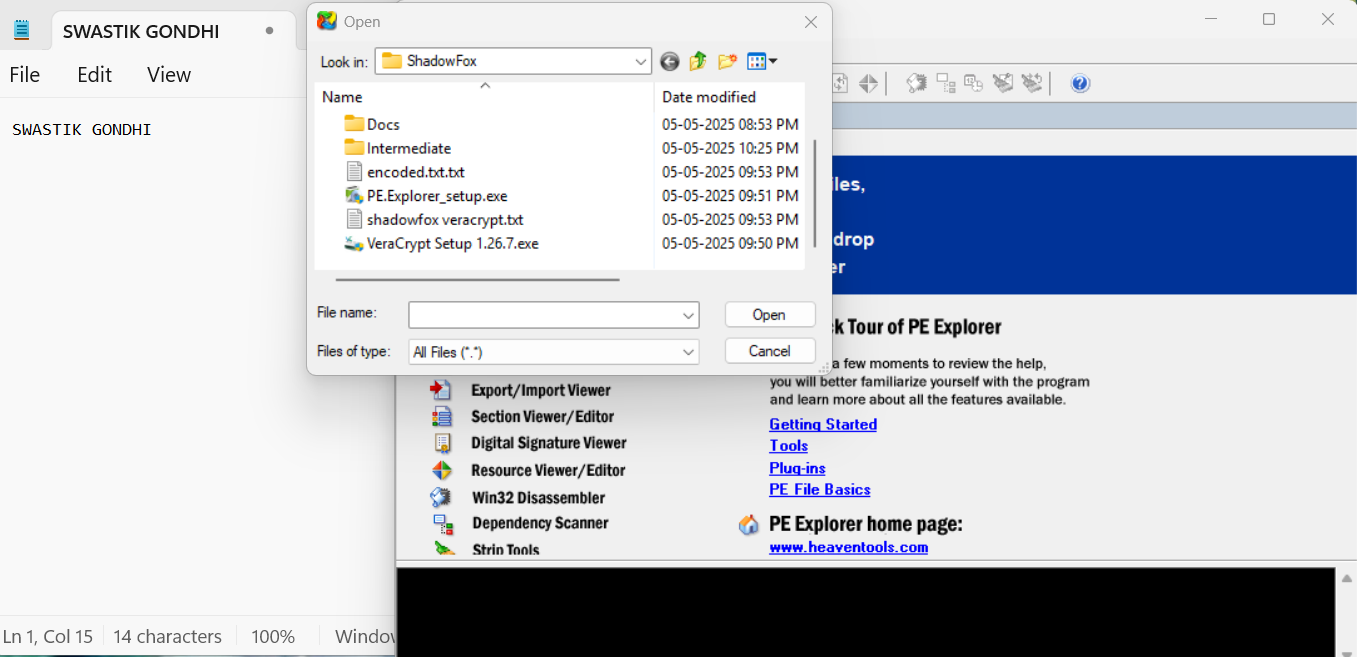 SWASTIK GONDHI
File Edit View
SWASTIK GONDHI
Ln 1, Col 15 14 characters 100%
Open
Look in: ShadowFox
Name Date modified
Docs 05-05-2025 08:53 PM
Intermediate 05-05-2025 10:25 PM
encoded.txt.txt 05-05-2025 09:53 PM
PE.Explorer_setup.exe 05-05-2025 09:51 PM
shadowfox veracrypt.txt 05-05-2025 09:53 PM
VeraCrypt Setup 1.26.7.exe 05-05-2025 09:50 PM
File name: Open
Files of type: All Files (*.*) Cancel
drop
Export/Import Viewer
Section Viewer/Editor
Digital Signature Viewer
Resource Viewer/Editor
Win32 Disassembler
Dependency Scanner
Strip Tools
Tour of PE Explorer
a few moments to review the help,
you will better familiarize yourself with the program
and learn more about all the features available.
Getting Started
Tools
Plug-ins
PE File Basics
PE Explorer home page:
www.heaventools.com